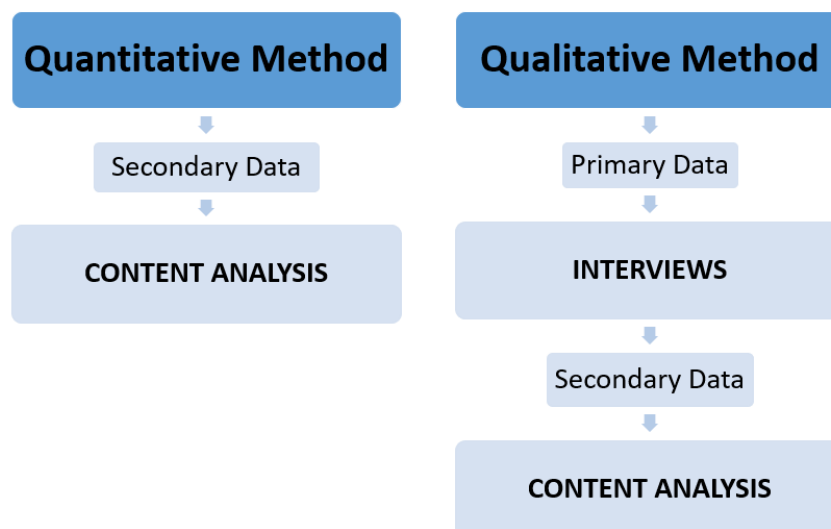 Quantitative Method
Secondary Data
CONTENT ANALYSIS
Qualitative Method
Primary Data
INTERVIEWS
Secondary Data
CONTENT ANALYSIS